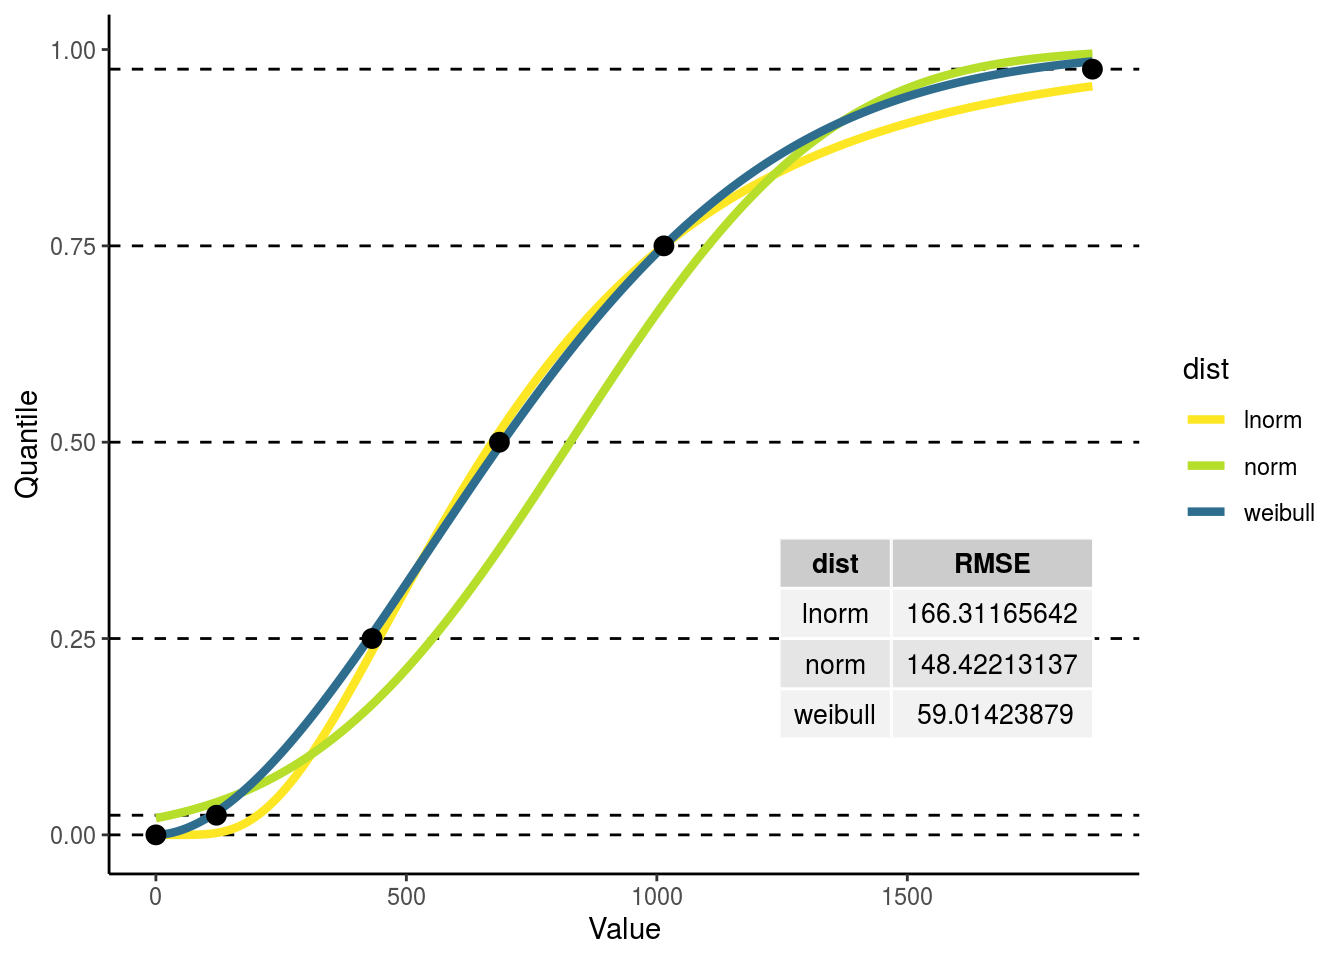 1.00
0.75
0.50
0.25
0.00
Quantile
0
500
1000
1500
Value
dist
lnorm
norm
weibull
dist RMSE
lnorm 166.31165642
norm 148.42213137
weibull 59.01423879